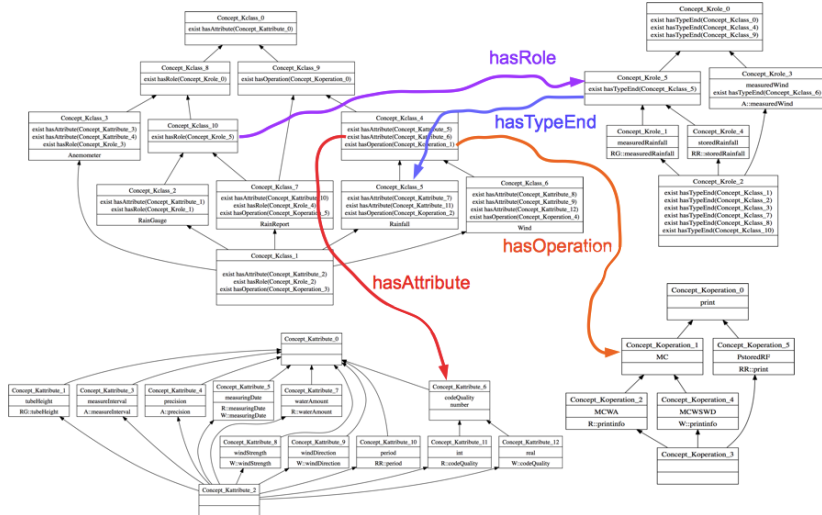 Concept_Kclass_0
exist hasAttribute(Concept_Kattribute_0)
Concept_Kclass_8
exist hasRole(Concept_Krole_0)
Concept_Kclass_9
exist hasOperation(Concept_Koperation_0)
Concept_Kclass_3
exist hasAttribute(Concept_Kattribute_3)
exist hasAttribute(Concept_Kattribute_4)
exist hasRole(Concept_Krole_3)
Anemometer
Concept_Kclass_10
exist hasRole(Concept_Krole_5)
Concept_Kclass_4
exist hasAttribute(Concept_Kattribute_5)
exist hasAttribute(Concept_Kattribute_6)
exist hasOperation(Concept_Koperation_1)
Concept_Kclass_2
exist hasAttribute(Concept_Kattribute_1)
exist hasRole(Concept_Krole_1)
RainGauge
Concept_Kclass_7
exist hasAttribute(Concept_Kattribute_10)
exist hasRole(Concept_Krole_4)
exist hasOperation(Concept_Koperation_5)
RainReport
Concept_Kclass_5
exist hasAttribute(Concept_Kattribute_7)
exist hasAttribute(Concept_Kattribute_11)
exist hasOperation(Concept_Koperation_2)
Rainfall
Concept_Kclass_6
exist hasAttribute(Concept_Kattribute_8)
exist hasAttribute(Concept_Kattribute_9)
exist hasAttribute(Concept_Kattribute_12)
exist hasOperation(Concept_Koperation_4)
Wind
Concept_Kclass_1
exist hasAttribute(Concept_Kattribute_2)
exist hasRole(Concept_Krole_2)
exist hasOperation(Concept_Koperation_3)
hasRole
hasTypeEnd
hasOperation
hasAttribute
Concept_Krole_0
exist hasTypeEnd(Concept_Kclass_0)
exist hasTypeEnd(Concept_Kclass_4)
exist hasTypeEnd(Concept_Kclass_9)
Concept_Krole_5
exist hasTypeEnd(Concept_Kclass_5)
Concept_Krole_3
measuredWind
exist hasTypeEnd(Concept_Kclass_6)
A::measuredWind
Concept_Krole_1
measuredRainfall
RG::measuredRainfall
Concept_Krole_4
storedRainfall
RR::storedRainfall
Concept_Krole_2
exist hasTypeEnd(Concept_Kclass_1)
exist hasTypeEnd(Concept_Kclass_2)
exist hasTypeEnd(Concept_Kclass_3)
exist hasTypeEnd(Concept_Kclass_7)
exist hasTypeEnd(Concept_Kclass_8)
exist hasTypeEnd(Concept_Kclass_10)
Concept_Koperation_0
print
Concept_Koperation_1
MC
Concept_Koperation_5
PstoredRF
RR::print
Concept_Koperation_2
MCWA
R::printinfo
Concept_Koperation_4
MCWSWD
W::printinfo
Concept_Koperation_3
Concept_Kattribute_0
Concept_Kattribute_1
tubeHeight
RG::tubeHeight
Concept_Kattribute_3
measureInterval
A::measureInterval
Concept_Kattribute_4
precision
A::precision
Concept_Kattribute_5
measuringDate
R::measuringDate
W::measuringDate
Concept_Kattribute_7
waterAmount
R::waterAmount
Concept_Kattribute_6
codeQuality
number
Concept_Kattribute_8
windStrength
W::windStrength
Concept_Kattribute_9
windDirection
W::windDirection
Concept_Kattribute_10
period
RR::period
Concept_Kattribute_11
int
R::codeQuality
Concept_Kattribute_12
real
W::codeQuality
Concept_Kattribute_2